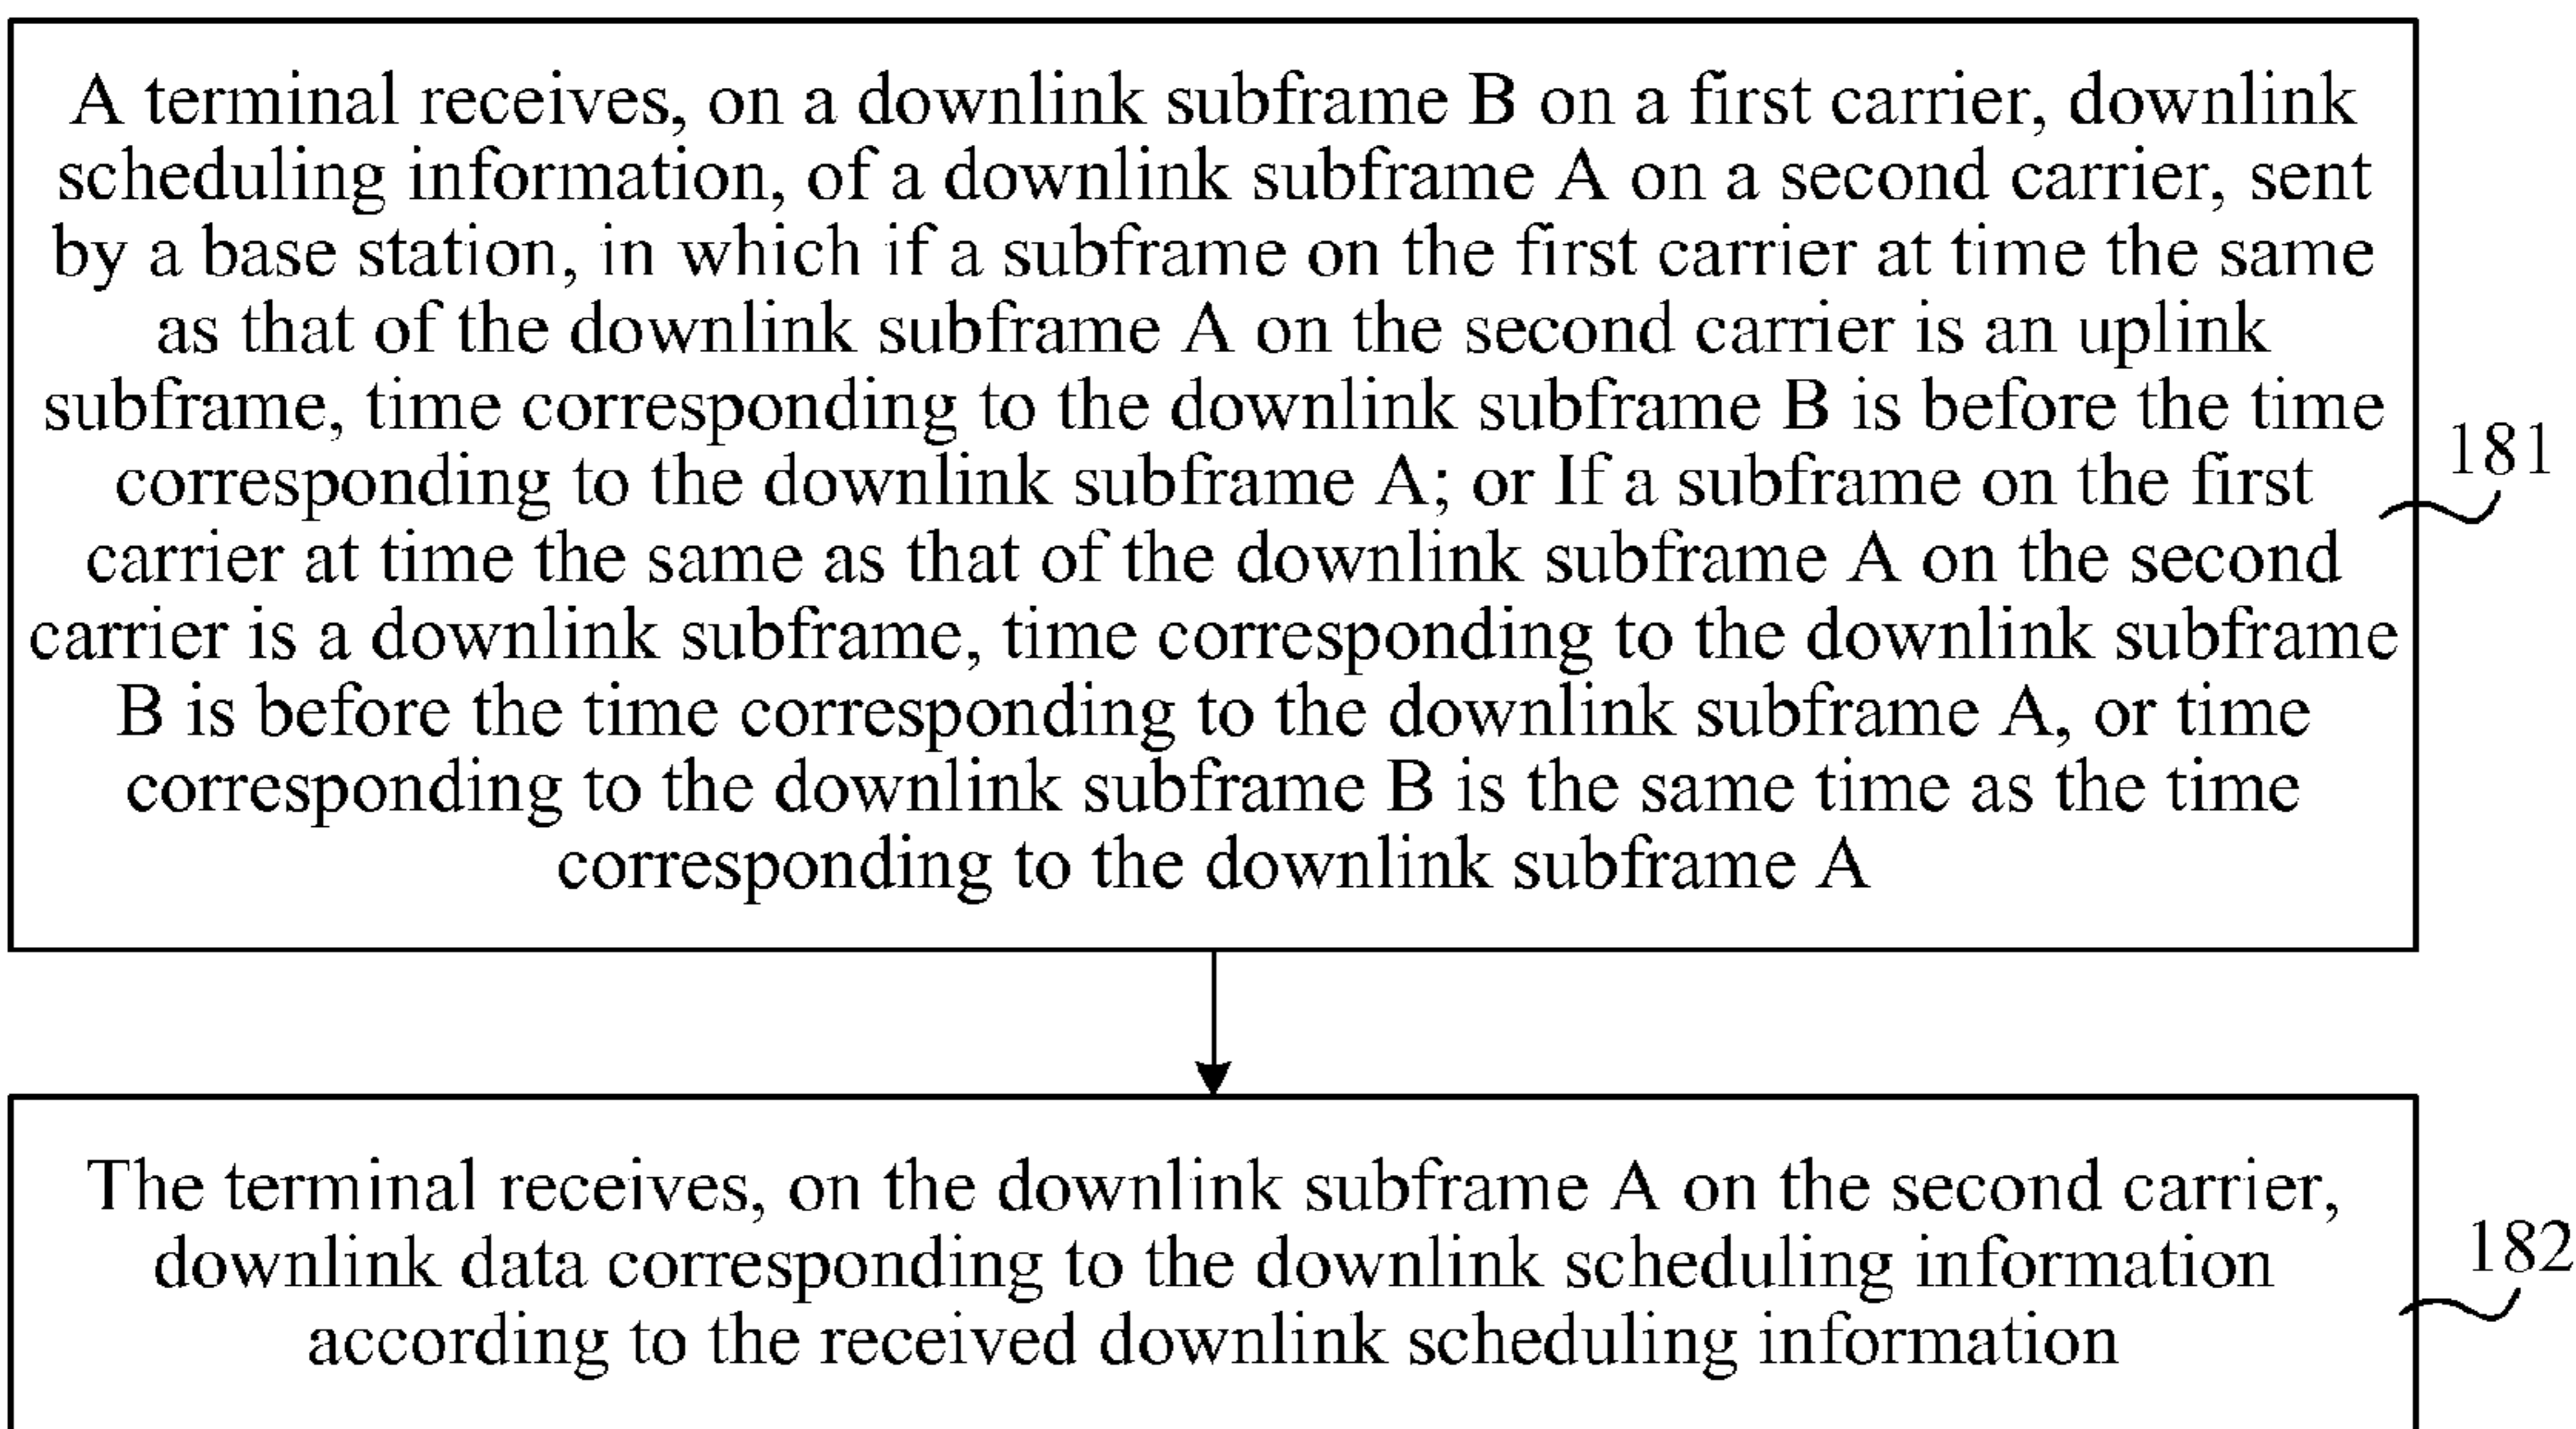 A terminal receives, on a downlink subframe B on a first carrier, downlink
scheduling information, of a downlink subframe A on a second carrier, sent
by a base station, in which if a subframe on the first carrier at time the same
as that of the downlink subframe A on the second carrier is an uplink
subframe, time corresponding to the downlink subframe B is before the time
corresponding to the downlink subframe A; or If a subframe on the first
carrier at time the same as that of the downlink subframe A on the second
carrier is a downlink subframe, time corresponding to the downlink subframe
B is before the time corresponding to the downlink subframe A, or time
corresponding to the downlink subframe B is the same time as the time
corresponding to the downlink subframe A
181
The terminal receives, on the downlink subframe A on the second carrier,
downlink data corresponding to the downlink scheduling information
according to the received downlink scheduling information
182